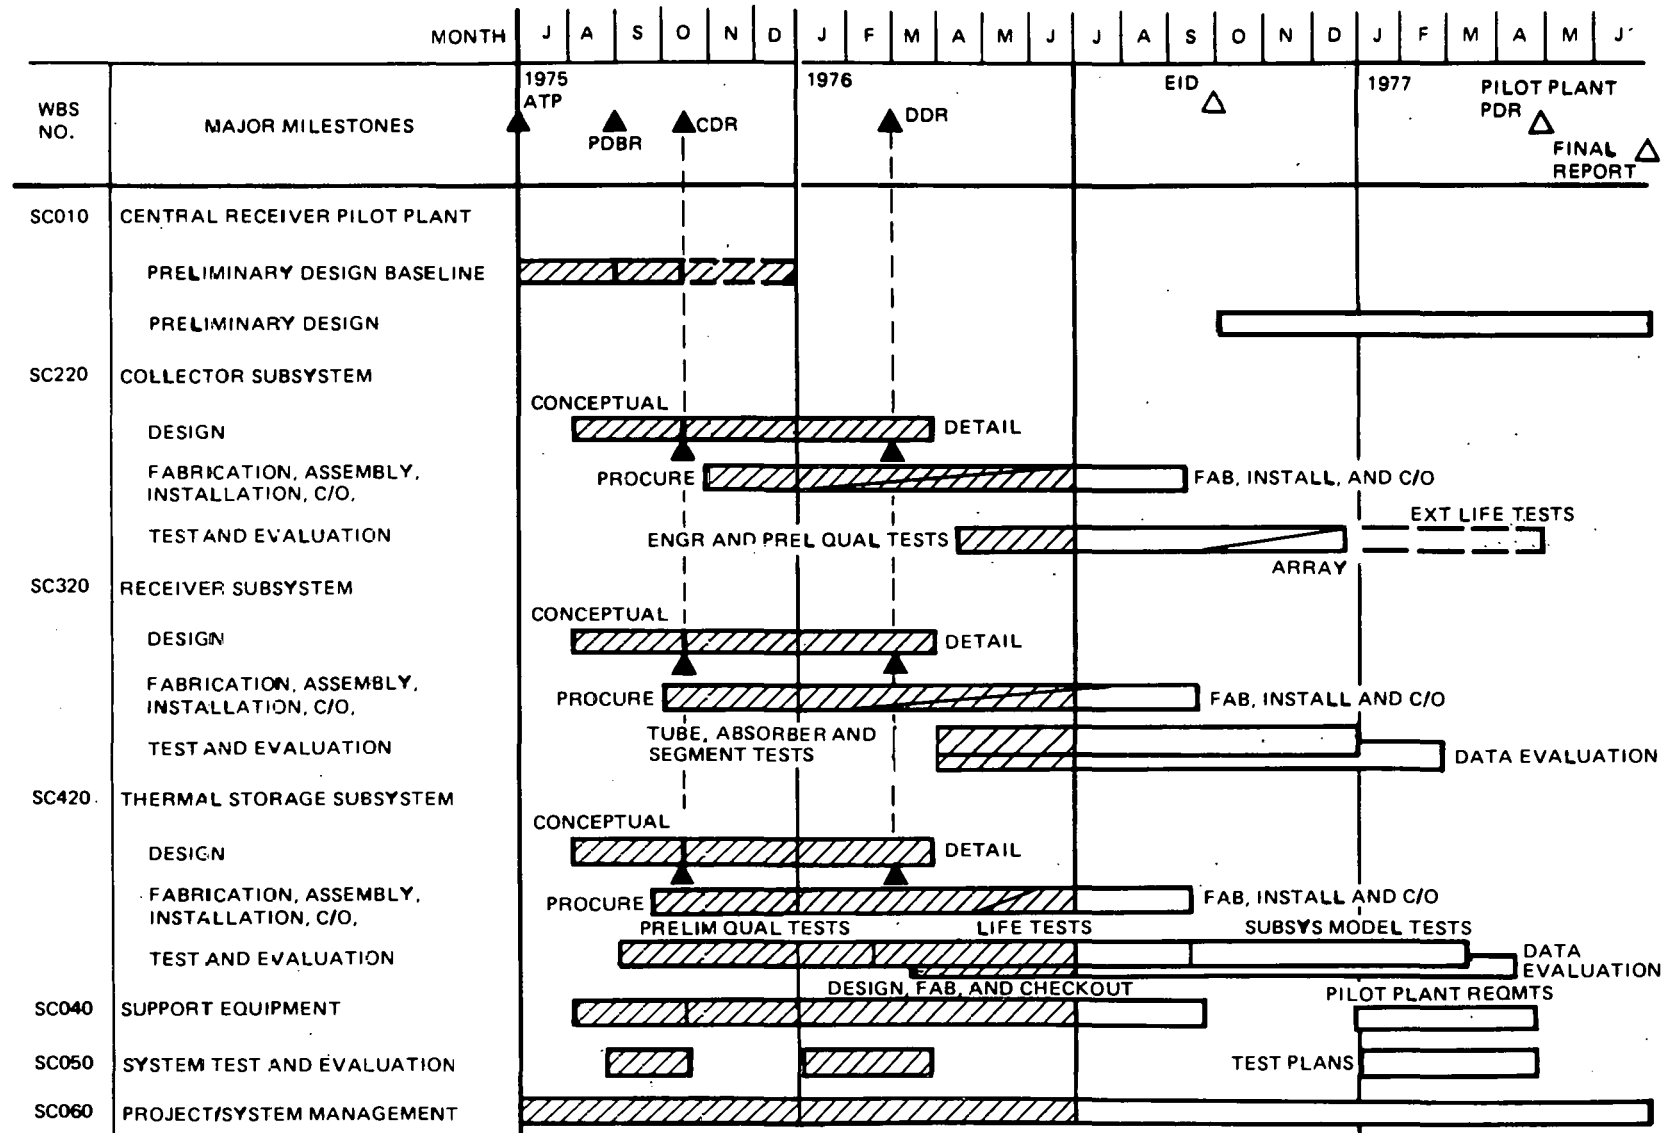 MONTH J A S O N D J F M A M J J A S O N D J F M A M J
1975
1976
1977
WBS NO.
MAJOR MILESTONES
ATP
PDBR
CDR
DDR
EID
PILOT PLANT
PDR
FINAL
REPORT
SC010 CENTRAL RECEIVER PILOT PLANT
PRELIMINARY DESIGN BASELINE
PRELIMINARY DESIGN
SC220 COLLECTOR SUBSYSTEM
CONCEPTUAL
DESIGN
DETAIL
FABRICATION, ASSEMBLY,
INSTALLATION, C/O,
PROCURE
FAB, INSTALL, AND C/O
EXT LIFE TESTS
TEST AND EVALUATION
ENGR AND PREL QUAL TESTS
ARRAY
SC320 RECEIVER SUBSYSTEM
CONCEPTUAL
DESIGN
DETAIL
FABRICATION, ASSEMBLY,
INSTALLATION, C/O,
PROCURE
FAB, INSTALL AND C/O
TUBE, ABSORBER AND
SEGMENT TESTS
TEST AND EVALUATION
DATA EVALUATION
SC420 THERMAL STORAGE SUBSYSTEM
CONCEPTUAL
DESIGN
DETAIL
FABRICATION, ASSEMBLY,
INSTALLATION, C/O,
PROCURE
FAB, INSTALL AND C/O
PRELIM QUAL TESTS
LIFE TESTS
SUBSYS MODEL TESTS
TEST AND EVALUATION
DATA
EVALUATION
DESIGN, FAB, AND CHECKOUT
PILOT PLANT REQMTS
SC040 SUPPORT EQUIPMENT
SC050 SYSTEM TEST AND EVALUATION
TEST PLANS
SC060 PROJECT/SYSTEM MANAGEMENT